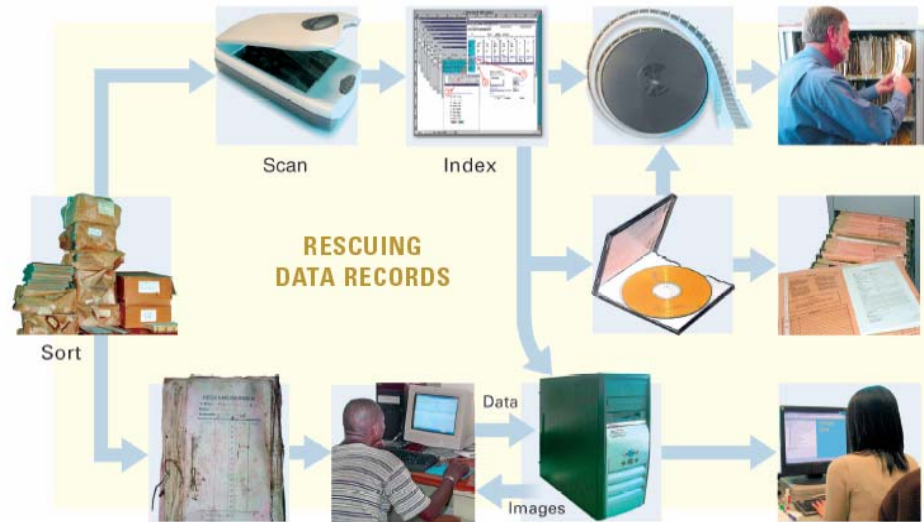 Scan
Index
RESCUING
DATA RECORDS
Sort
Data
Images